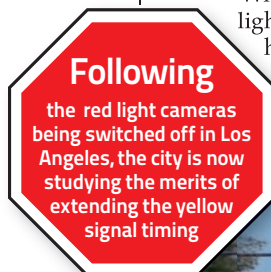 ligh
h
Following
the red light cameras
being switched off in Los
Angeles, the city is now
studying the merits of
extending the yellow
signal timing